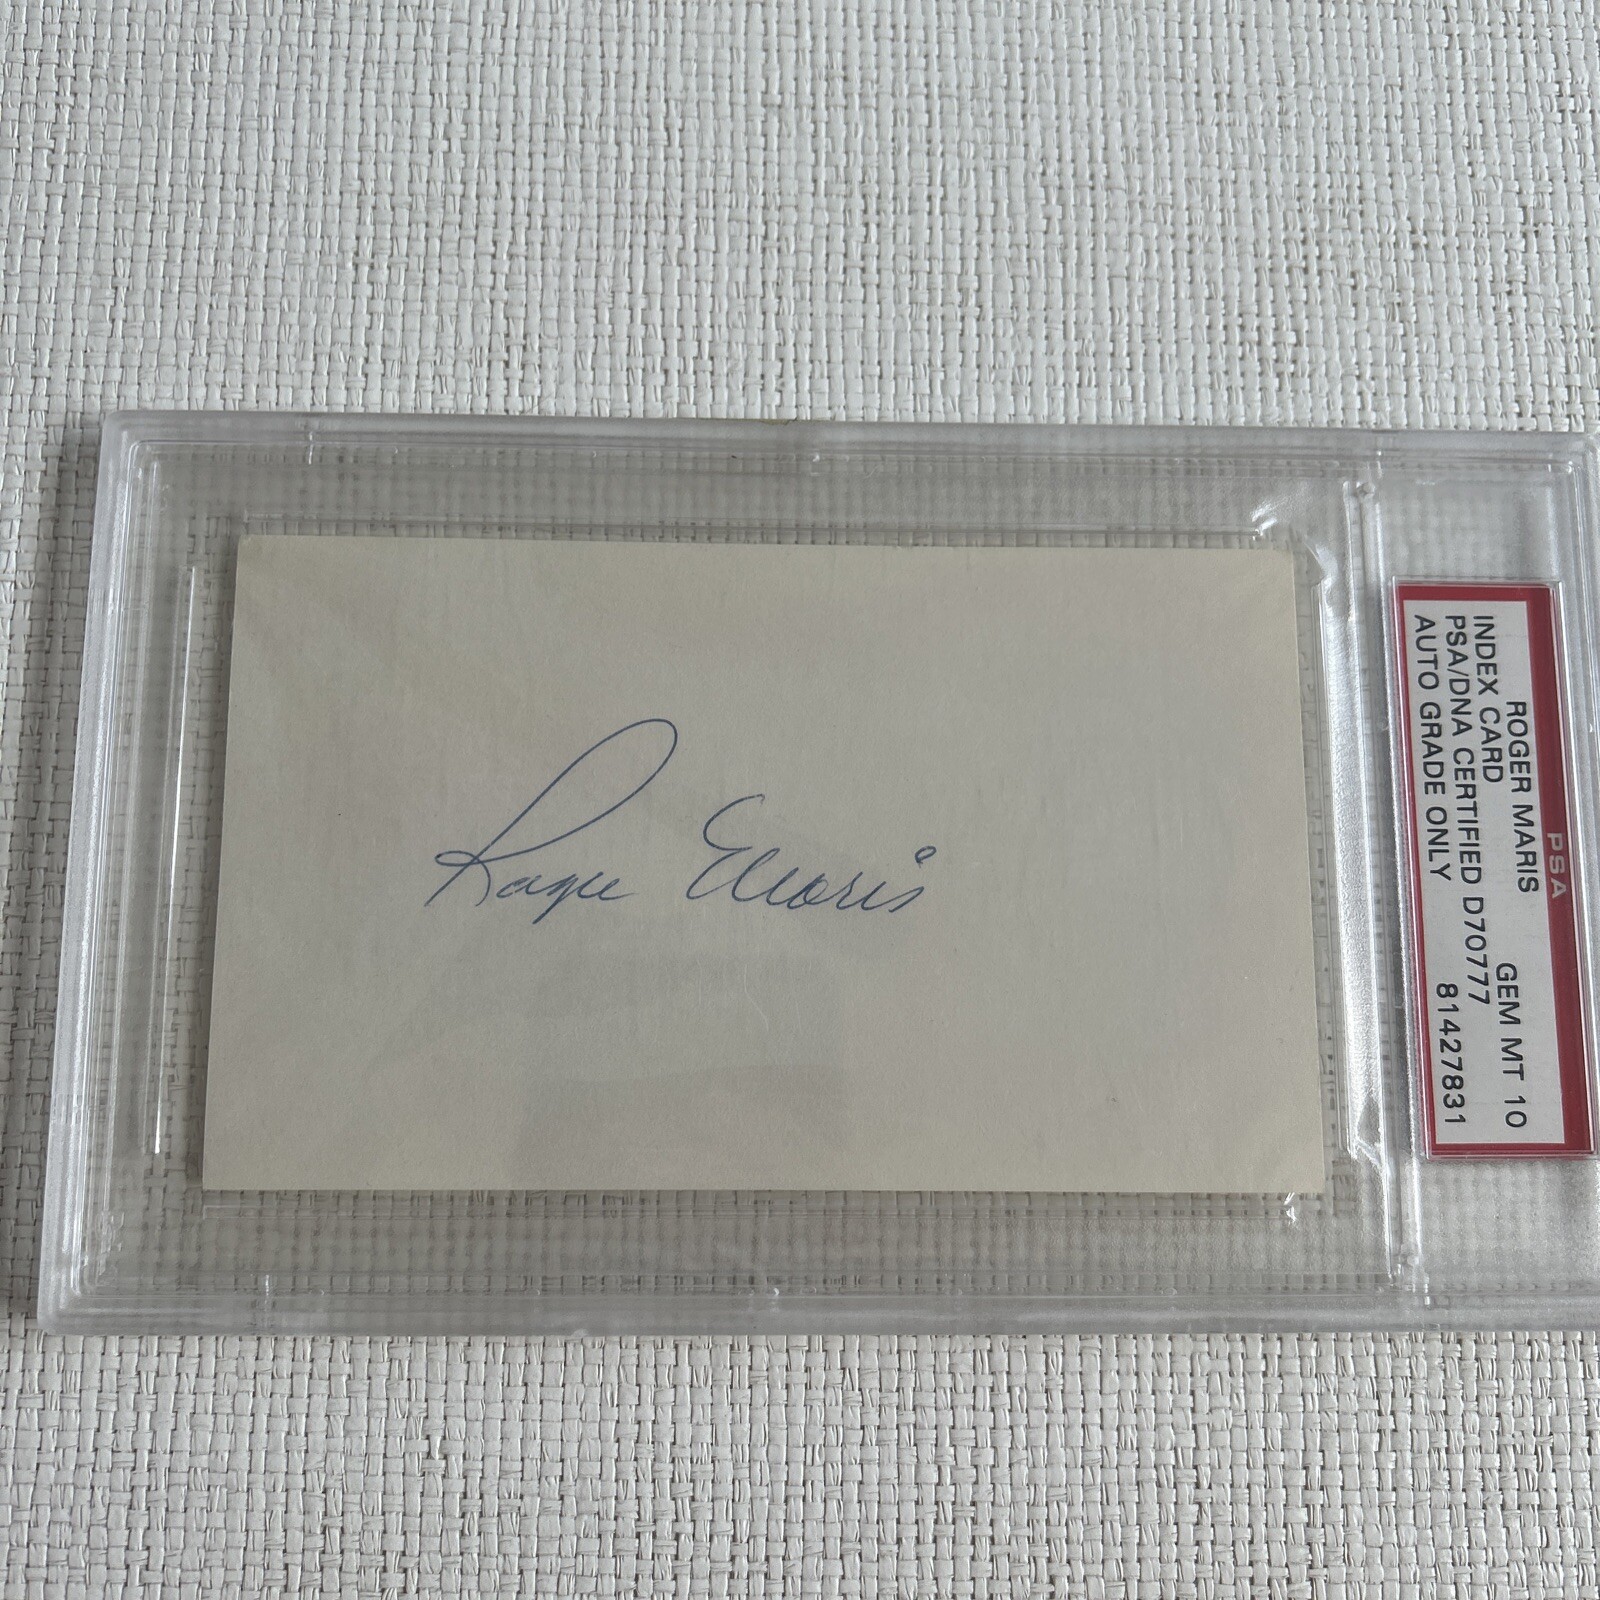 Roger Maris
PSA
ROGER MARIS GEM MT 10
INDEX CARD
PSA/DNA CERTIFIED D70777
AUTO GRADE ONLY 81427831